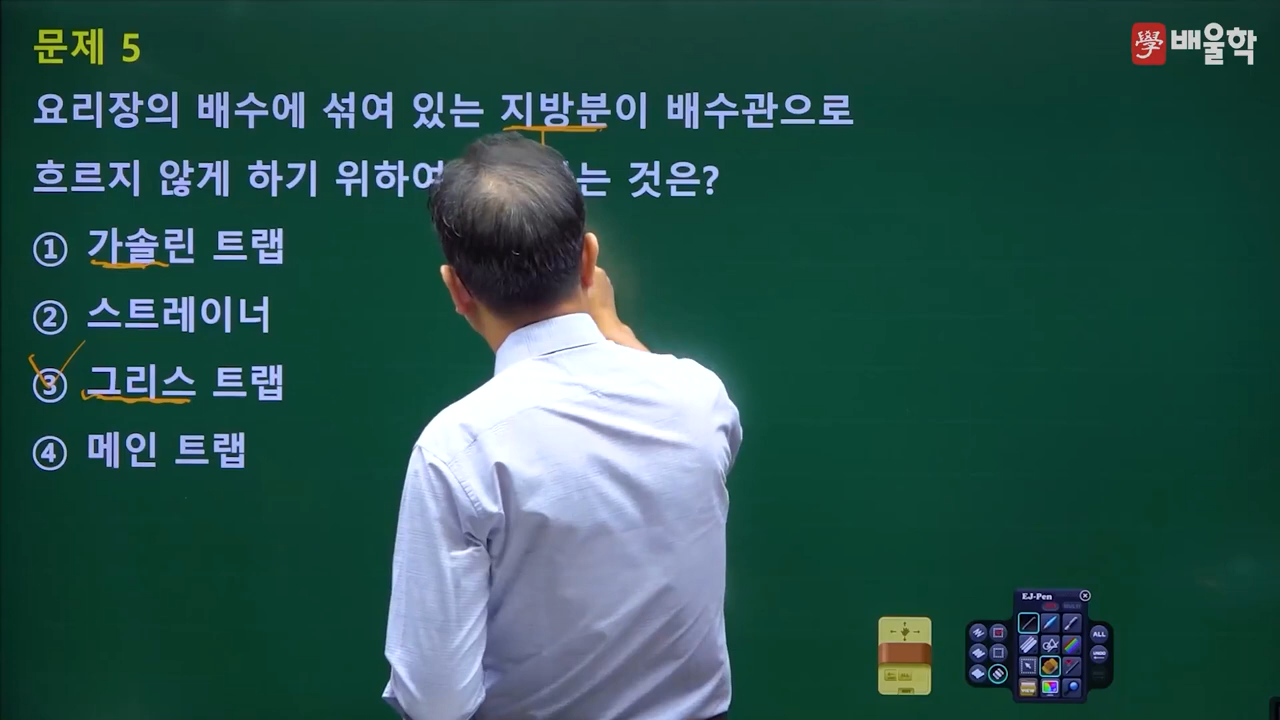 문제 5
學 배울학
요리장의 배수에 섞여 있는 지방분이 배수관으로
흐르지 않게 하기 위하여 는 것은?
① 가솔린 트랩
② 스트레이너
③ 그리스 트랩
④ 메인 트랩
EJ-Pen
ALL
VIEW